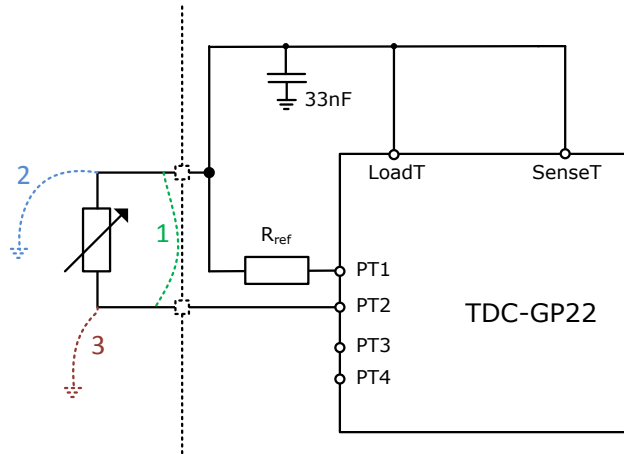 33nF
LoadT
SenseT
2
1
R_ref
PT1
PT2
TDC-GP22
3
PT3
PT4